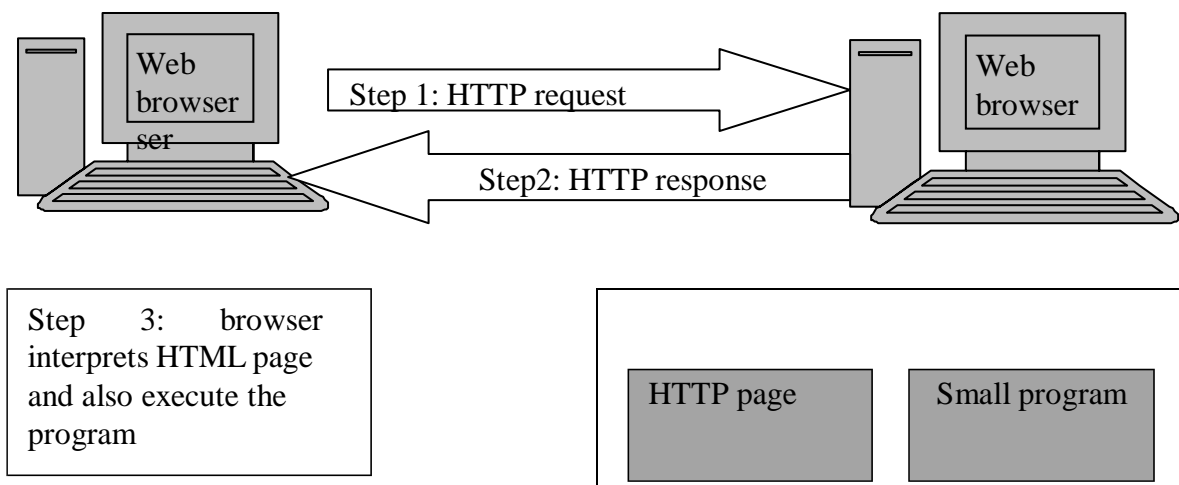 Web
browser
ser
Step 1: HTTP request
Web
browser
Step2: HTTP response
Step 3: browser
interprets HTML page
and also execute the
program
HTTP page
Small program